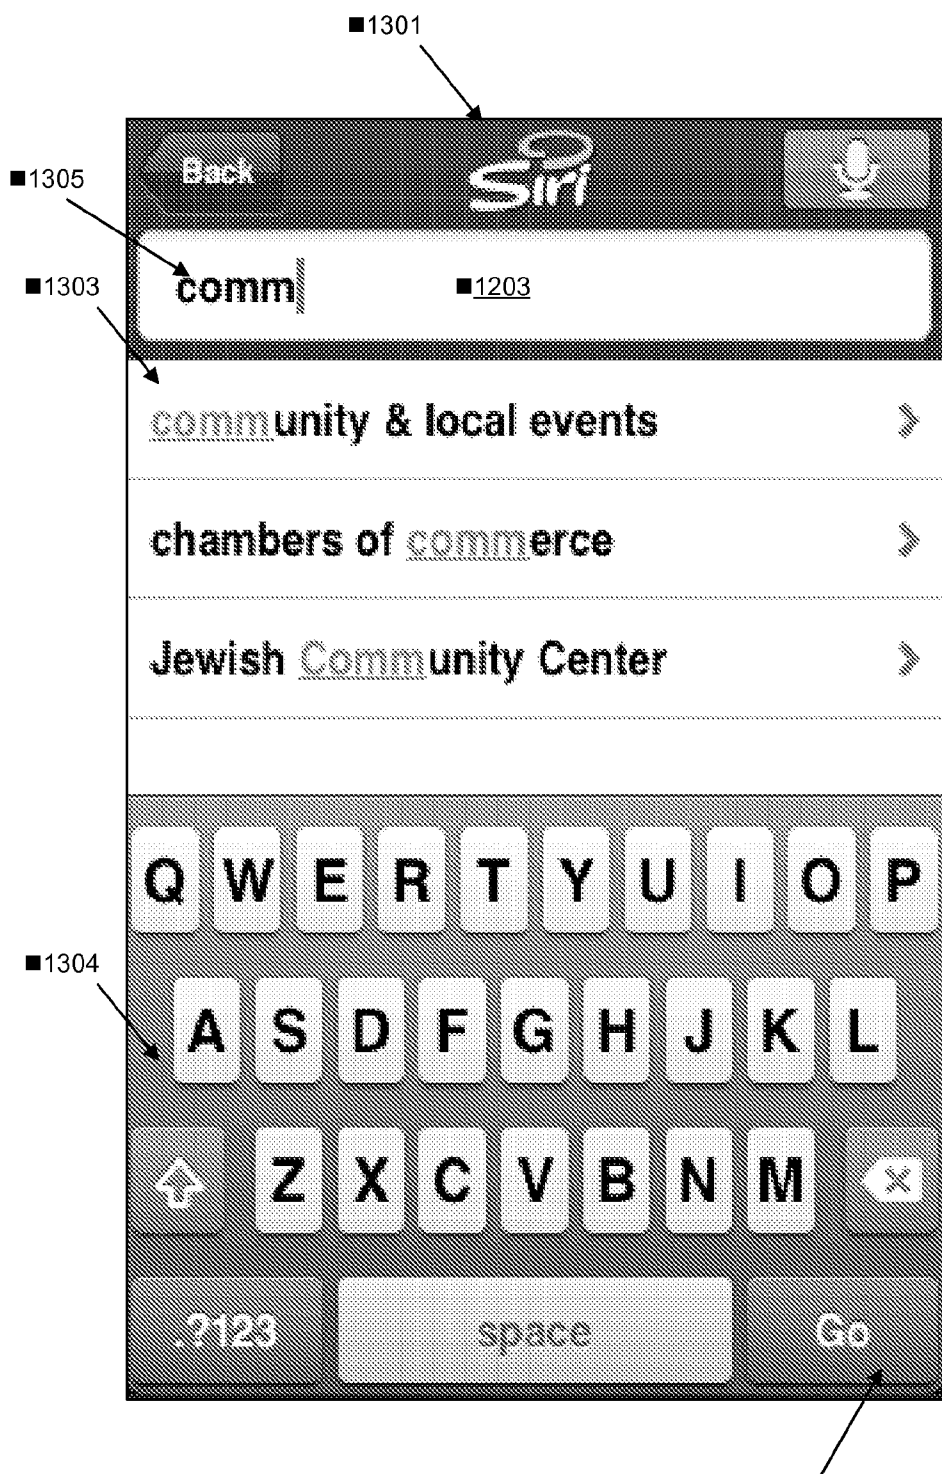 ■1301
Back Siri
■1305
comm ■1203
■1303
community & local events
chambers of commerce
Jewish Community Center
Q W E R T Y U I O P
■1304
A S D F G H J K L
Z X C V B N M
.?123 space Go